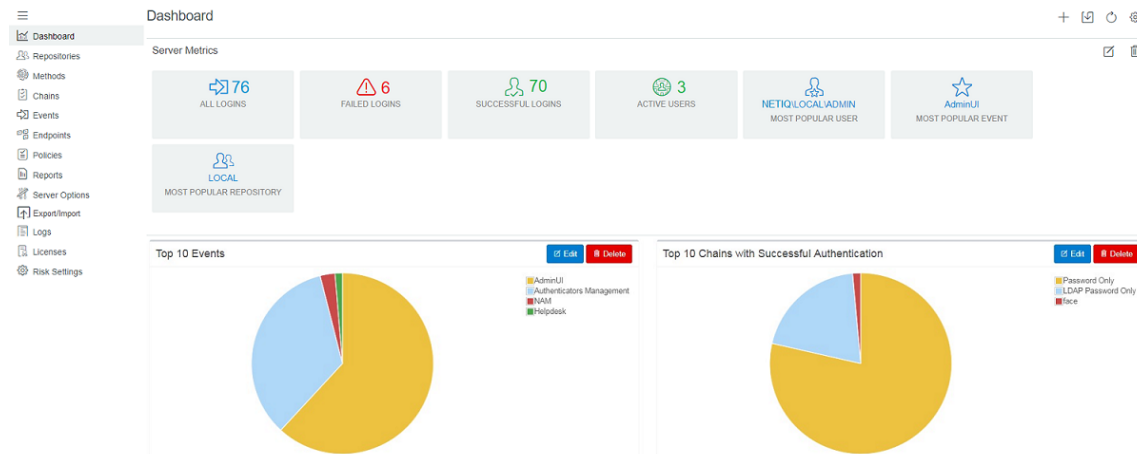 Dashboard
Dashboard
Repositories
Methods
Chains
Events
Endpoints
Policies
Reports
Server Options
Export/Import
Logs
Licenses
Risk Settings
Server Metrics
76
ALL LOGINS
6
FAILED LOGINS
70
SUCCESSFUL LOGINS
3
ACTIVE USERS
NETIQ\LOCAL\ADMIN
MOST POPULAR USER
AdminUI
MOST POPULAR EVENT
LOCAL
MOST POPULAR REPOSITORY
Top 10 Events
Edit
Delete
AdminUI
Authenticators Management
NAM
Helpdesk
Top 10 Chains with Successful Authentication
Edit
Delete
Password Only
LDAP Password Only
face